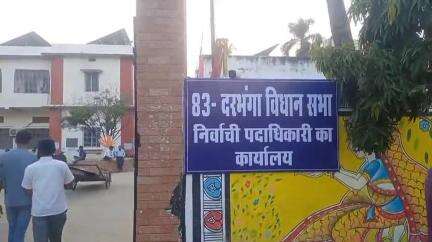 83- दरभंगा विधान सभा
निर्वाची पदाधिकारी का
कार्यालय